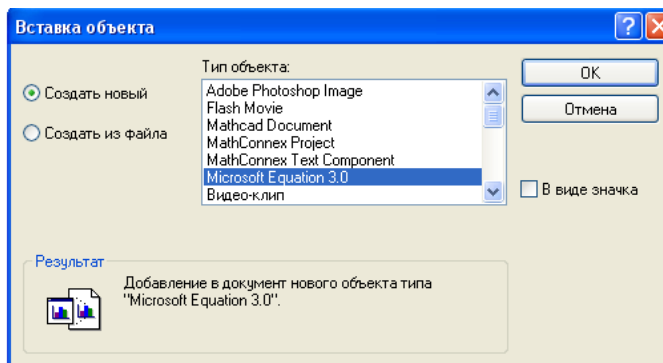 Вставка объекта
Тип объекта:
Создать новый
Создать из файла
Adobe Photoshop Image
Flash Movie
Mathcad Document
MathConnex Project
MathConnex Text Component
Microsoft Equation 3.0
Видео-клип
OK
Отмена
В виде значка
Результат
Добавление в документ нового объекта типа
"Microsoft Equation 3.0".